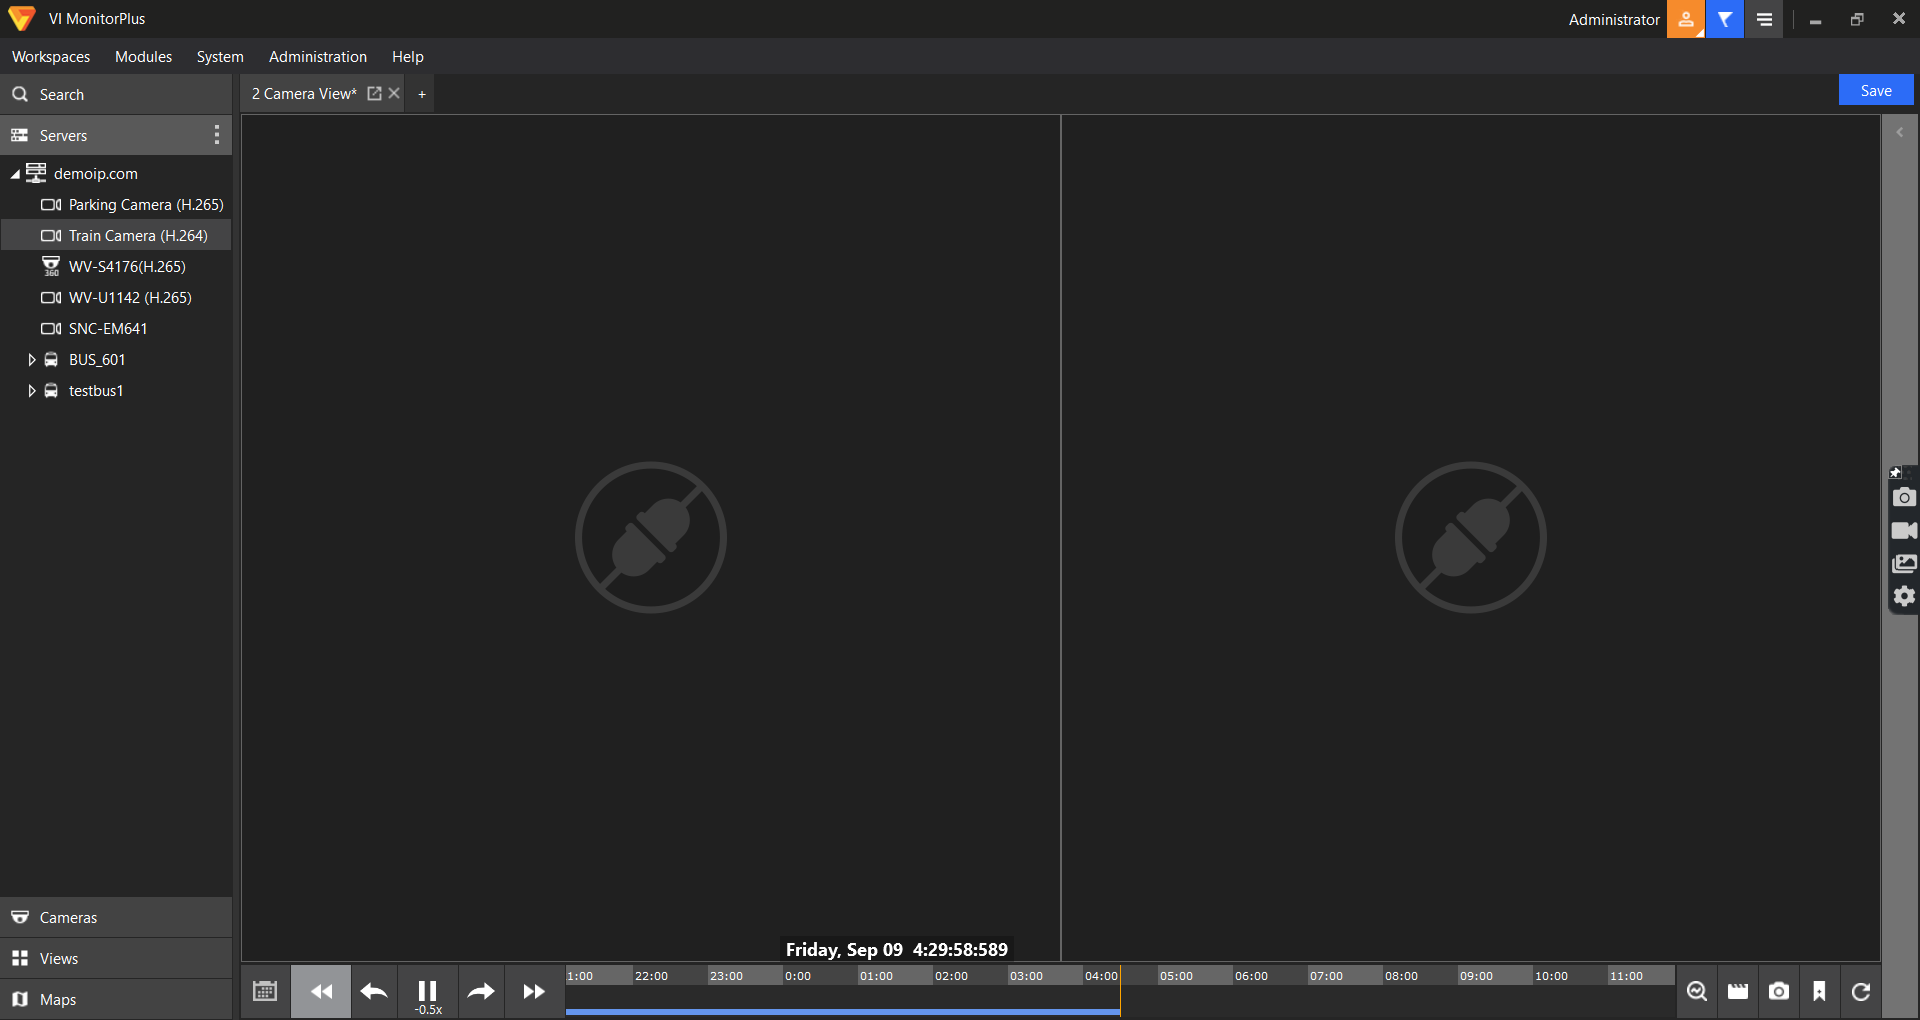 VI MonitorPlus
Administrator
Workspaces Modules System Administration Help
Search
2 Camera View* +
Save
Servers
demoip.com
Parking Camera (H.265)
Train Camera (H.264)
WV-S4176(H.265)
360
WV-U1142 (H.265)
SNC-EM641
BUS_601
testbus1
Cameras
Views
Maps
Friday, Sep 09 4:29:58:589
-0.5x
1:00 22:00 23:00 0:00 01:00 02:00 03:00 04:00 05:00 06:00 07:00 08:00 09:00 10:00 11:00